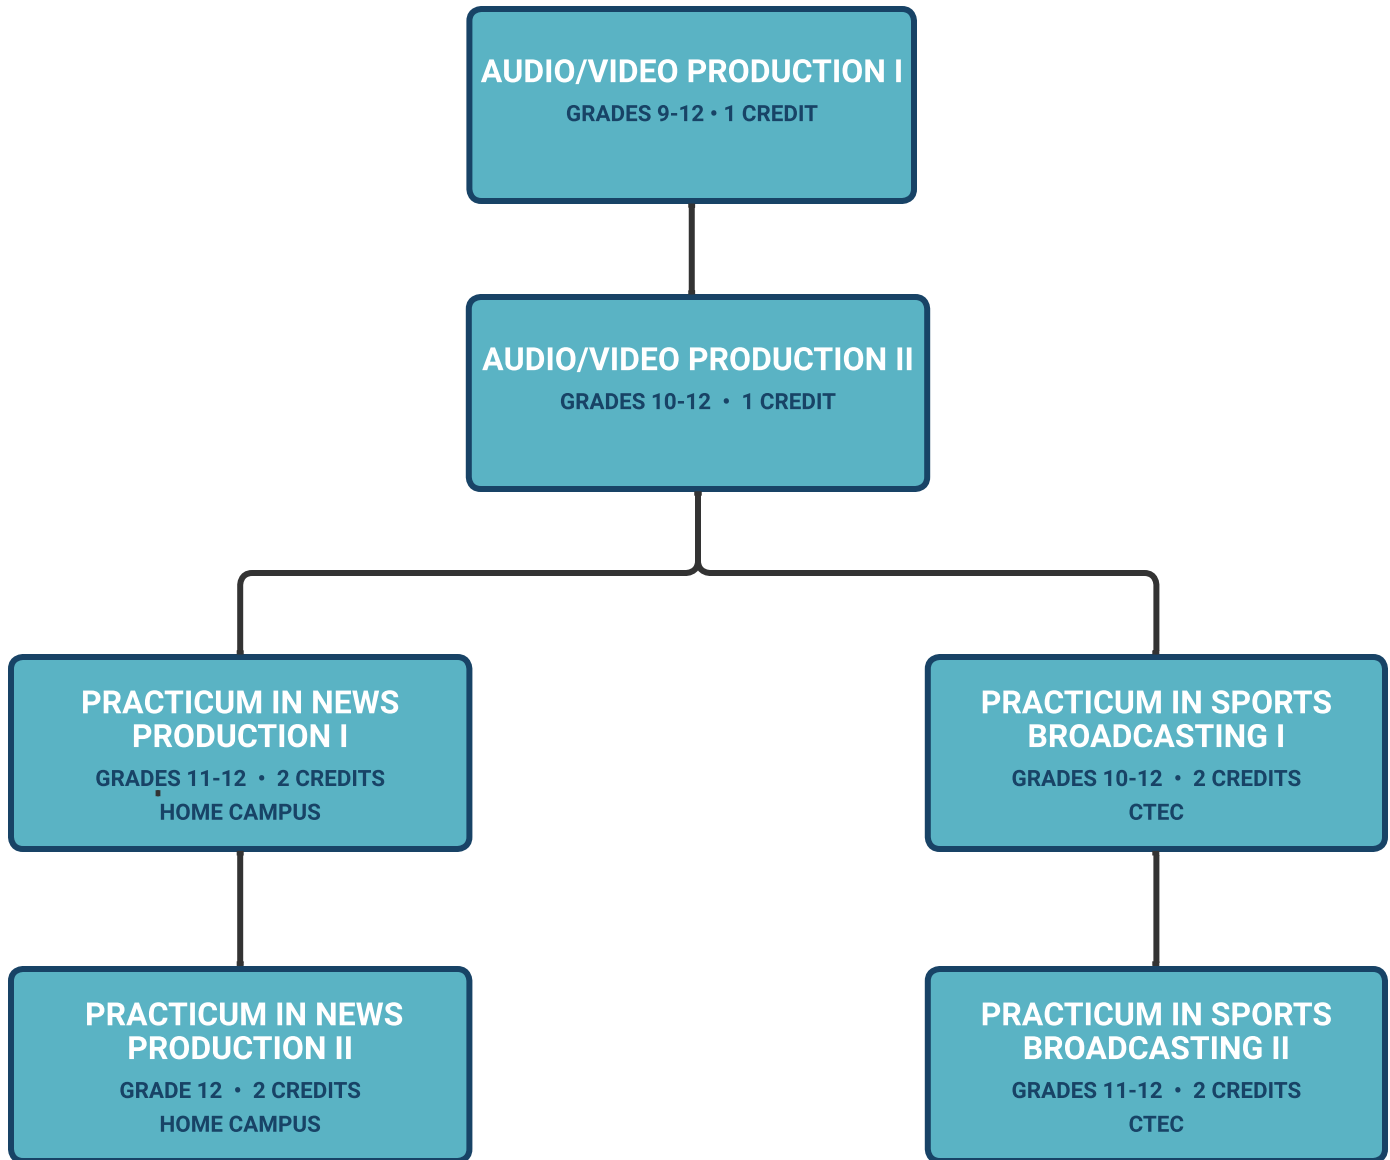 AUDIO/VIDEO PRODUCTION I
GRADES 9-12 • 1 CREDIT
AUDIO/VIDEO PRODUCTION II
GRADES 10-12 • 1 CREDIT
PRACTICUM IN NEWS
PRODUCTION I
GRADES 11-12 • 2 CREDITS
HOME CAMPUS
PRACTICUM IN SPORTS
BROADCASTING I
GRADES 10-12 • 2 CREDITS
CTEC
PRACTICUM IN NEWS
PRODUCTION II
GRADE 12 • 2 CREDITS
HOME CAMPUS
PRACTICUM IN SPORTS
BROADCASTING II
GRADES 11-12 • 2 CREDITS
CTEC